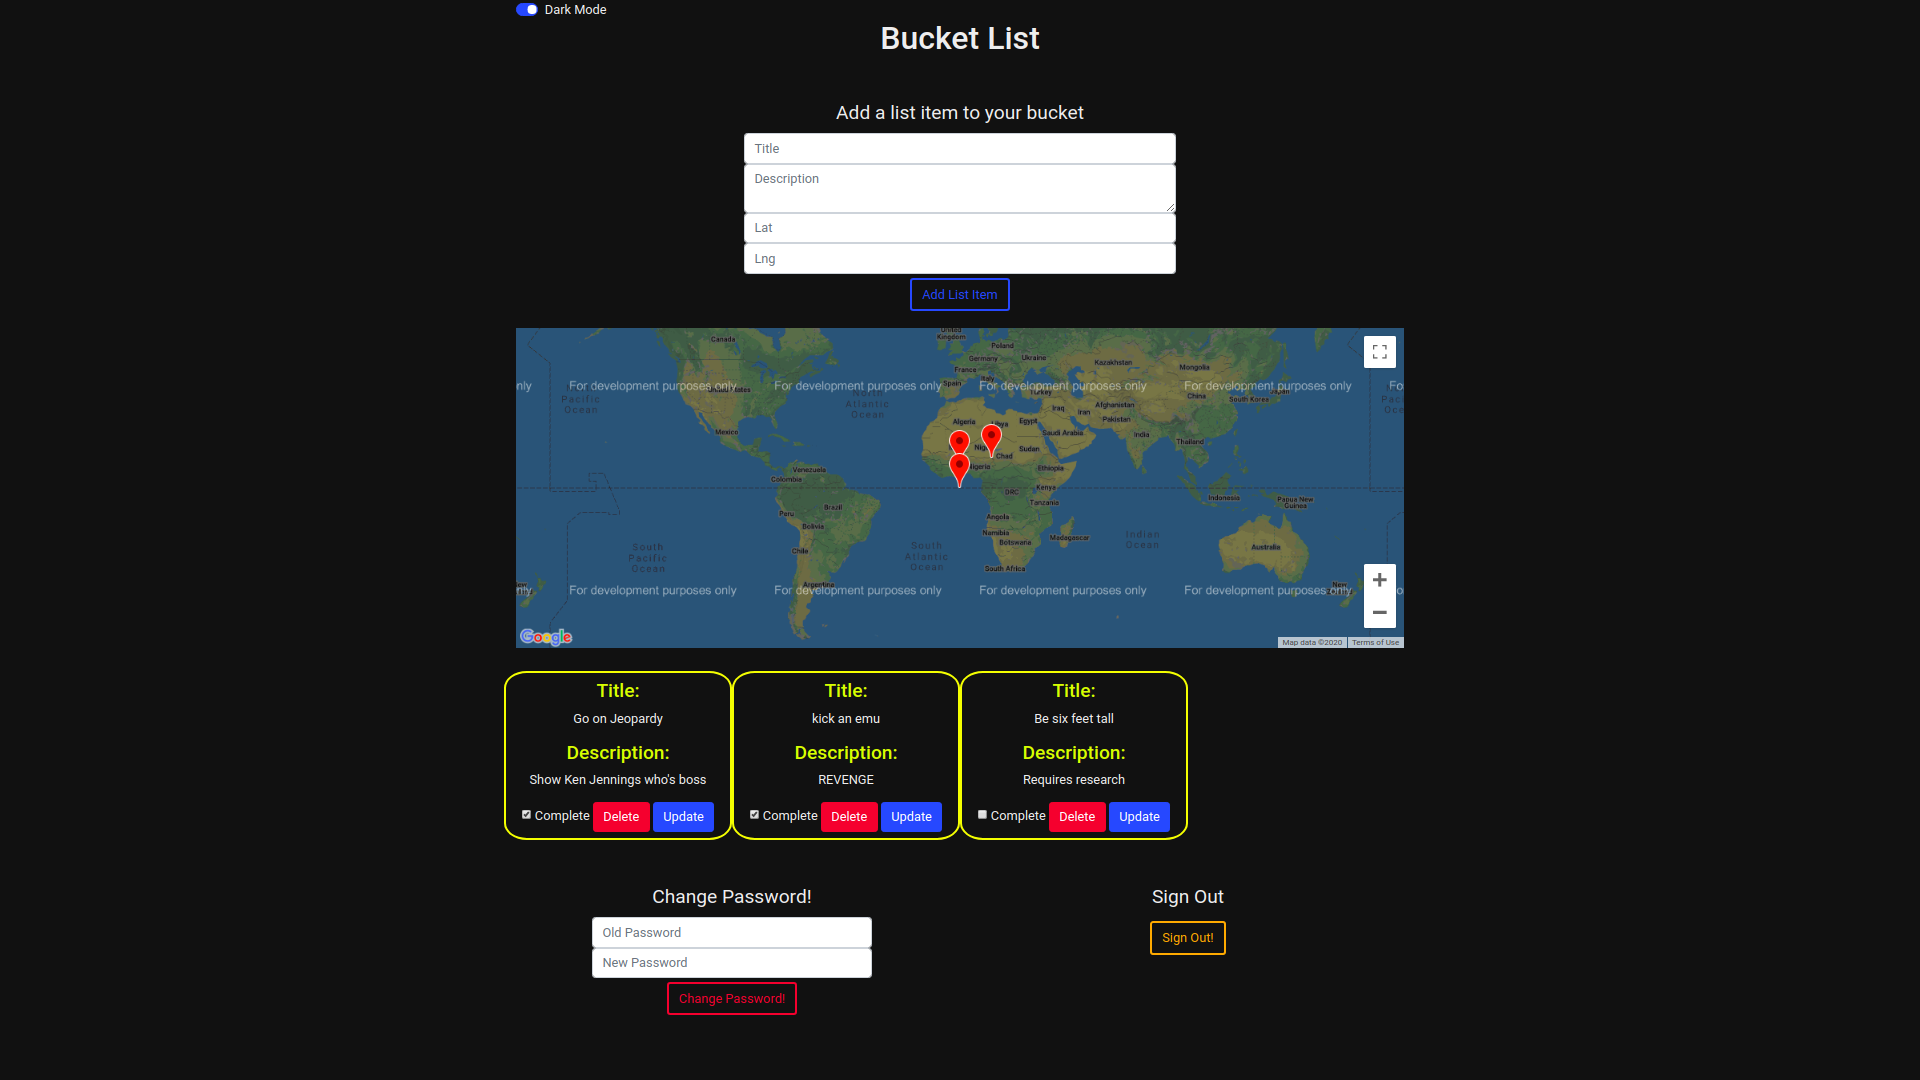 Dark Mode
Bucket List
Add a list item to your bucket
Title
Description
Lat
Lng
Add List Item
Canada
United
Kingdom
Poland
Germany
Ukraine
Kazakhstan
France
Mongolia
Italy
Spain
Turkey
For development purposes only For development purposes only For development purposes only For development purposes only
United States
China
Japan
South Korea
North
Atlantic
Ocean
Pacific
Ocean
Iraq
Iran
Afghanistan
Pakistan
Algeria
Libya
Egypt
Saudi Arabia
Mexico
India
Thailand
Sudan
Chad
Nigeria
Ethiopia
Venezuela
Colombia
DRC
Kenya
Indonesia
Papua New
Guinea
Tanzania
Peru
Brazil
Angola
Bolivia
Namibia
Botswana
Madagascar
Indian
Ocean
Chile
South
Pacific
Ocean
South
Atlantic
Ocean
Australia
South Africa
Argentina
For development purposes only For development purposes only For development purposes only For development purposes only
Google
Map data ©2020 Terms of Use
Title: Title: Title:
Go on Jeopardy kick an emu Be six feet tall
Description: Description: Description:
Show Ken Jennings who's boss REVENGE Requires research
Complete Delete Update Complete Delete Update Complete Delete Update
Change Password! Sign Out
Old Password
Sign Out!
New Password
Change Password!